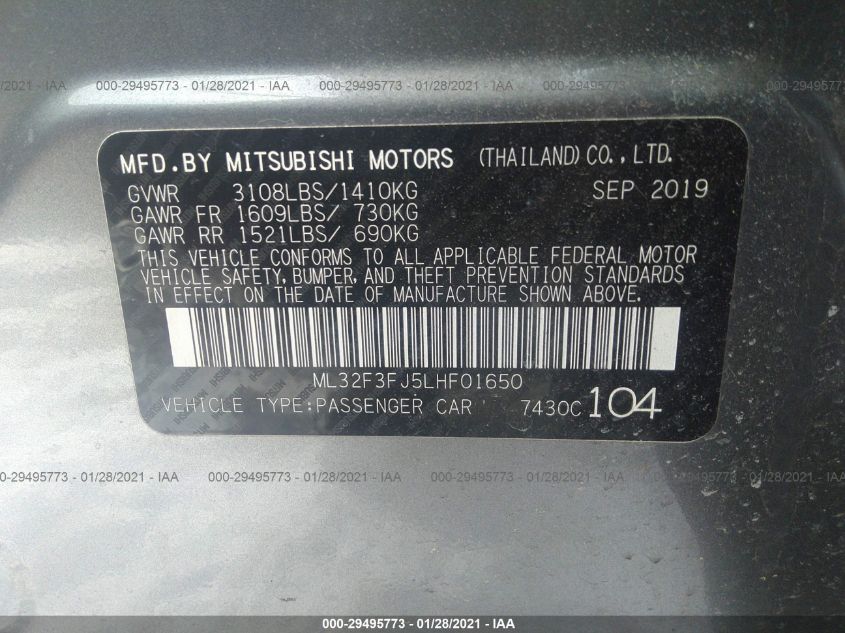 /2021 - IAA 000-29495773 - 01/28/2021 - IAA 000-29495773 - 01/28/2021 - IAA 000-29495773 - 01/
MFD.BY MITSUBISHI MOTORS (THAILAND)CO.,LTD.
GVWR 3108LBS/1410KG SEP 2019
GAWR FR 1609LBS/ 730KG
GAWR RR 1521LBS/ 690KG
THIS VEHICLE CONFORMS TO ALL APPLICABLE FEDERAL MOTOR
VEHICLE SAFETY, BUMPER, AND THEFT PREVENTION STANDARDS
IN EFFECT ON THE DATE OF MANUFACTURE SHOWN ABOVE.
ML32F3FJ5LHF01650
VEHICLE TYPE:PASSENGER CAR 7430C 104
000-29495773 - 01/28/2021 - IAA 000-29495773 - 01/28/2021 - IAA 000-29495773 - 01/28/2021 - IAA
000-29495773 - 01/28/2021 - IAA